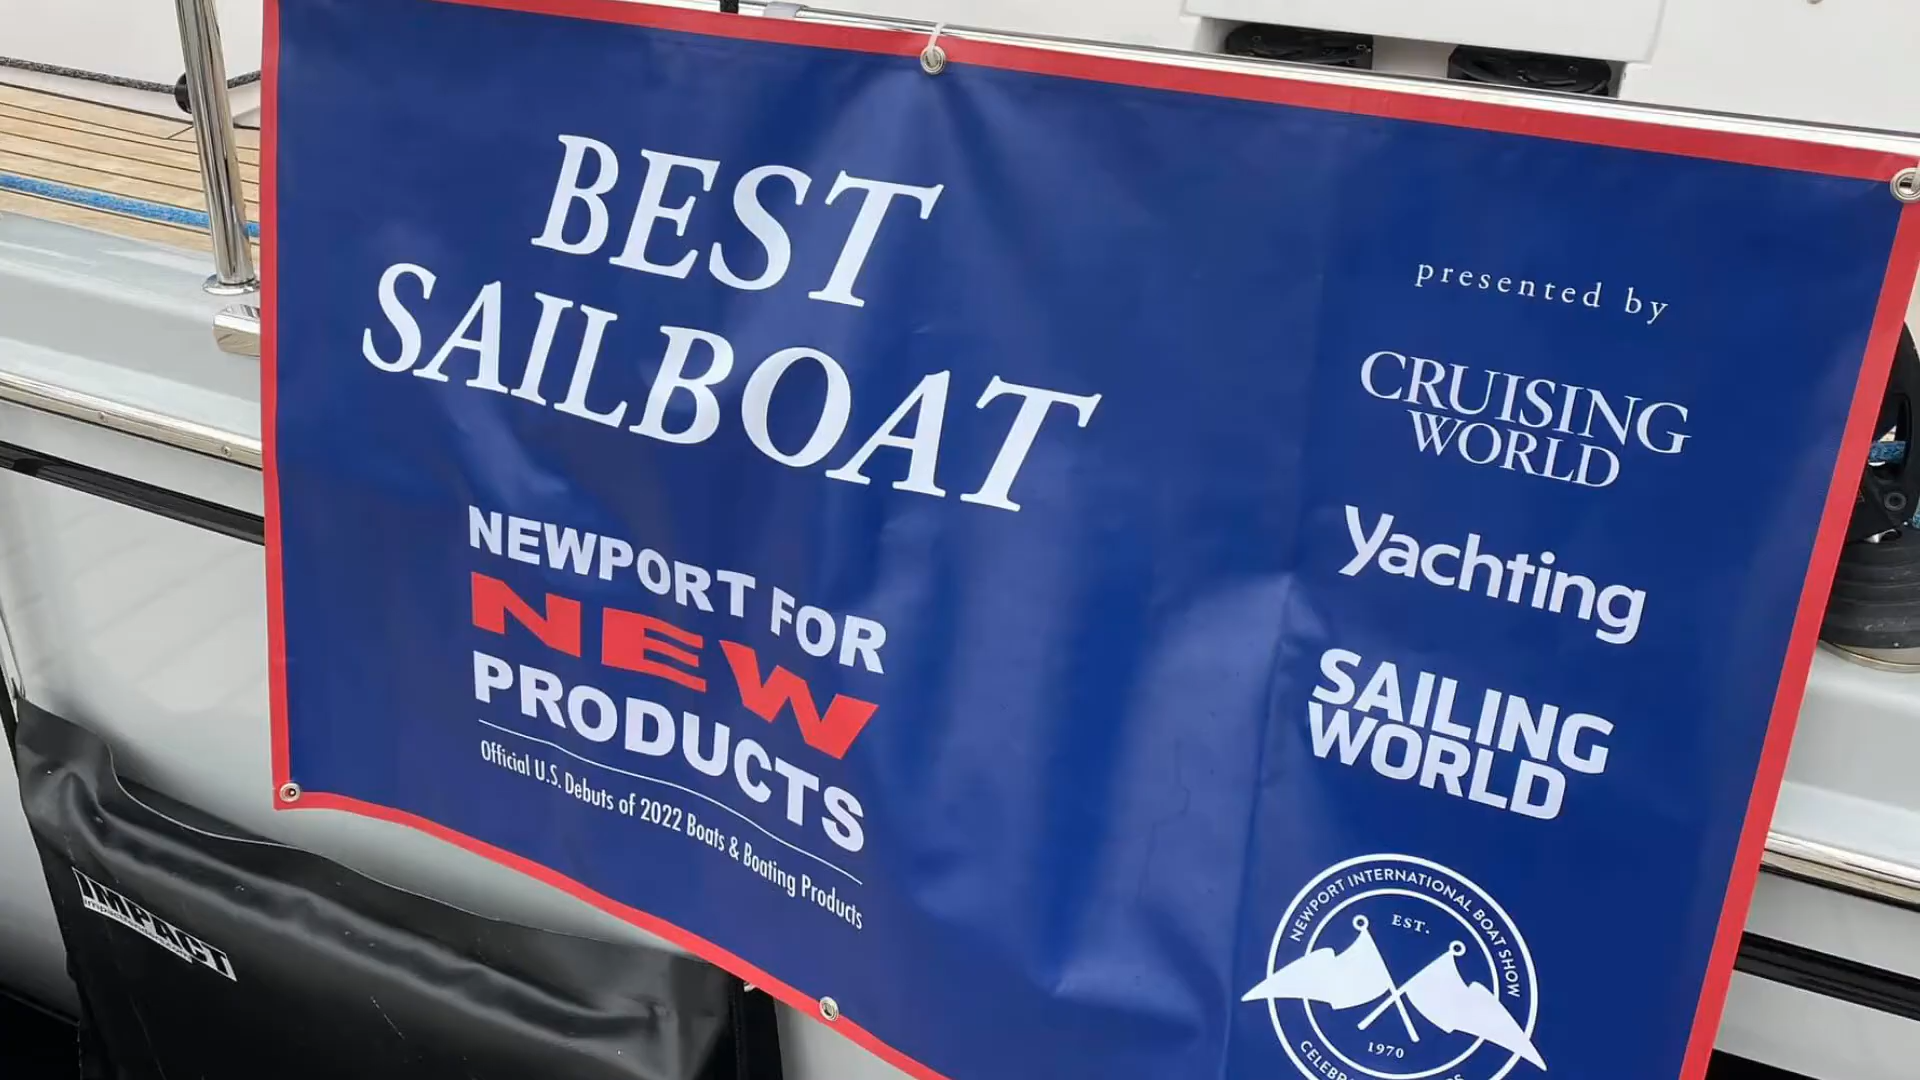 BEST
SAILBOAT
NEWPORT FOR
NEW
PRODUCTS
Official U.S. Debuts of 2022 Boats & Boating Products
presented by
CRUISING
WORLD
Yachting
SAILING
WORLD
NEWPORT INTERNATIONAL BOAT SHOW
EST.
1970
IMPACT